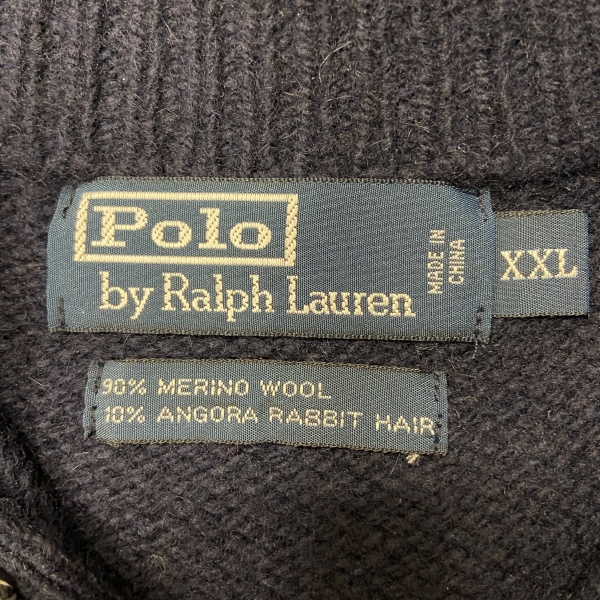 Polo
by Ralph Lauren
MADE IN
CHINA
XXL
90% MERINO WOOL
10% ANGORA RABBIT HAIR